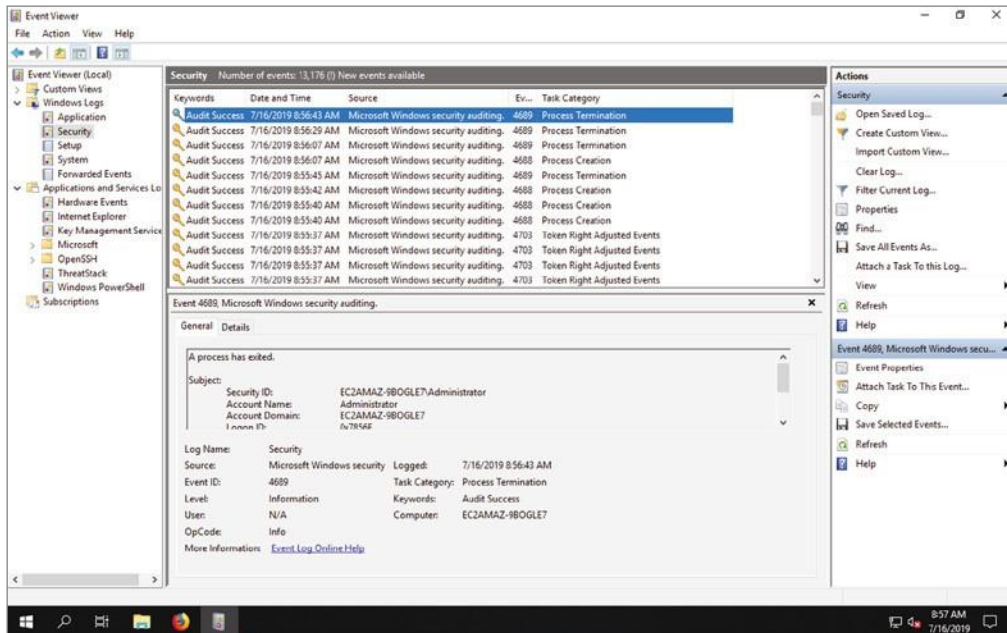 Event Viewer
File Action View Help
Event Viewer (Local)
Custom Views
Windows Logs
Application
Security
Setup
System
Forwarded Events
Applications and Services Lo
Hardware Events
Internet Explorer
Key Management Service
Microsoft
OpenSSH
ThreatStack
Windows PowerShell
Subscriptions
Security Number of events: 13,176 (!) New events available
Keywords Date and Time Source Ev... Task Category
Audit Success 7/16/2019 8:56:43 AM Microsoft Windows security auditing. 4689 Process Termination
Audit Success 7/16/2019 8:56:29 AM Microsoft Windows security auditing. 4689 Process Termination
Audit Success 7/16/2019 8:56:07 AM Microsoft Windows security auditing. 4689 Process Termination
Audit Success 7/16/2019 8:56:07 AM Microsoft Windows security auditing. 4688 Process Creation
Audit Success 7/16/2019 8:55:45 AM Microsoft Windows security auditing. 4689 Process Termination
Audit Success 7/16/2019 8:55:42 AM Microsoft Windows security auditing. 4688 Process Creation
Audit Success 7/16/2019 8:55:40 AM Microsoft Windows security auditing. 4688 Process Creation
Audit Success 7/16/2019 8:55:40 AM Microsoft Windows security auditing. 4688 Process Creation
Audit Success 7/16/2019 8:55:37 AM Microsoft Windows security auditing. 4703 Token Right Adjusted Events
Audit Success 7/16/2019 8:55:37 AM Microsoft Windows security auditing. 4703 Token Right Adjusted Events
Audit Success 7/16/2019 8:55:37 AM Microsoft Windows security auditing. 4703 Token Right Adjusted Events
Audit Success 7/16/2019 8:55:37 AM Microsoft Windows security auditing. 4703 Token Right Adjusted Events
Event 4689, Microsoft Windows security auditing.
General Details
A process has exited.
Subject:
Security ID: EC2AMAZ-9BOGLE7\Administrator
Account Name: Administrator
Account Domain: EC2AMAZ-9BOGLE7
Logon ID: 0x7856F
Log Name: Security
Source: Microsoft Windows security Logged: 7/16/2019 8:56:43 AM
Event ID: 4689 Task Category: Process Termination
Level: Information Keywords: Audit Success
User: N/A Computer: EC2AMAZ-9BOGLE7
OpCode: Info
More Information: Event Log Online Help
Actions
Security
Open Saved Log...
Create Custom View...
Import Custom View...
Clear Log...
Filter Current Log...
Properties
Find...
Save All Events As...
Attach a Task To this Log...
View
Refresh
Help
Event 4689, Microsoft Windows secu...
Event Properties
Attach Task To This Event...
Copy
Save Selected Events...
Refresh
Help
8:57 AM
7/16/2019